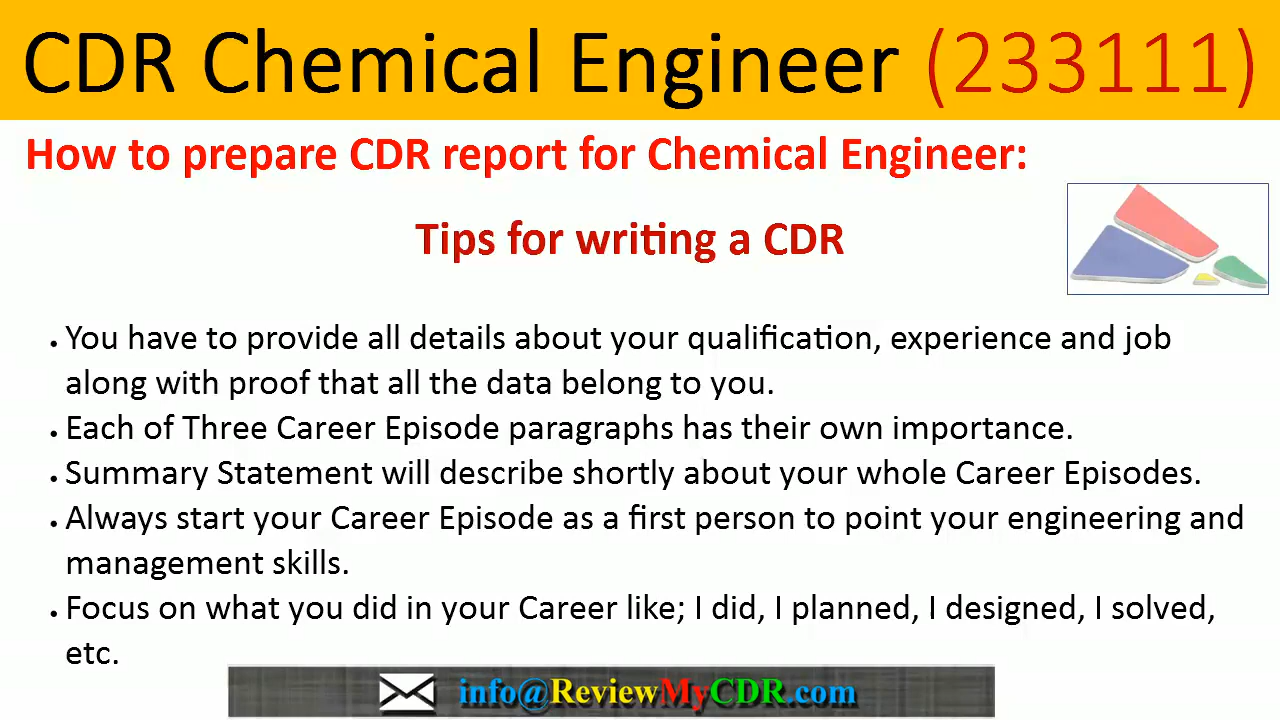 CDR Chemical Engineer (233111)
How to prepare CDR report for Chemical Engineer:
Tips for writing a CDR
• You have to provide all details about your qualification, experience and job
along with proof that all the data belong to you.
• Each of Three Career Episode paragraphs has their own importance.
• Summary Statement will describe shortly about your whole Career Episodes.
• Always start your Career Episode as a first person to point your engineering and
management skills.
• Focus on what you did in your Career like; I did, I planned, I designed, I solved,
etc.
info@ReviewMyCDR.com